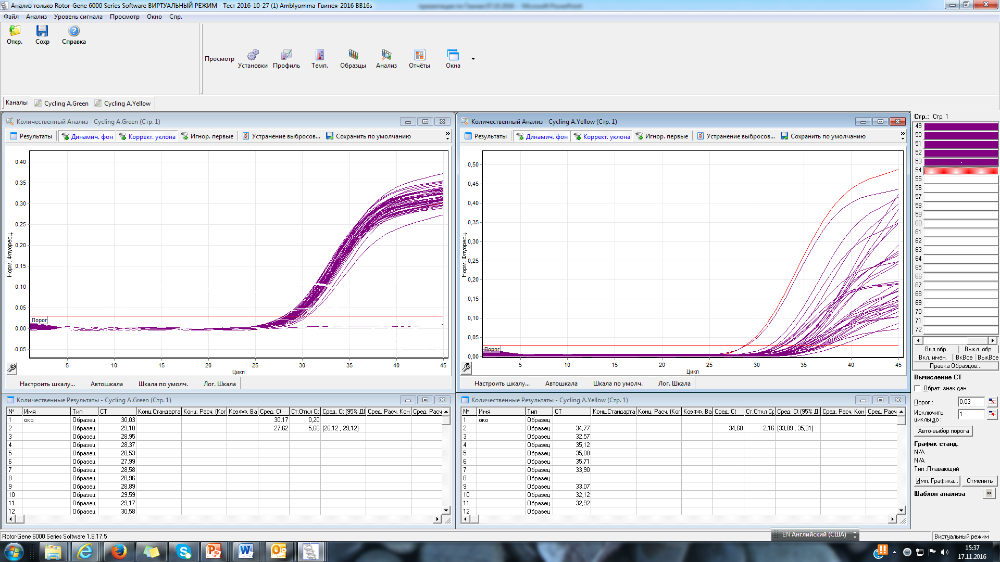 Анализ только Rotor-Gene 6000 Series Software ВИРТУАЛЬНЫЙ РЕЖИМ - Тест 2016-10-27 (1) Amblyomma-Гвинея-2016 BB16s
Файл Анализ Уровень сигнала Просмотр Окно Спр.
Откр. Сохр Справка
Просмотр Установки Профиль Темп. Образцы Анализ Отчёты Окна
Каналы Cycling A.Green Cycling A.Yellow
Количественный Анализ - Cycling A.Green (Стр. 1)
Результаты Динамич. фон Коррект. уклона Игнор. первые Устранение выбросов... Сохранить по умолчанию »
0,40
0,35
0,30
0,25
0,20
0,15
0,10
0,05
0,00
-0,05
Норм. Флуоресц.
Порог
5 10 15 20 25 30 35 40 45
Цикл
Настроить шкалу... Автошкала Шкала по умолч. Лог. Шкала
Количественный Анализ - Cycling A.Yellow (Стр. 1)
Результаты Динамич. фон Коррект. уклона Игнор. первые Устранение выбросов... Сохранить по умолчанию »
0,50
0,45
0,40
0,35
0,30
0,25
0,20
0,15
0,10
0,05
0,00
Норм. Флуоресц.
Порог
5 10 15 20 25 30 35 40 45
Цикл
Настроить шкалу... Автошкала Шкала по умолч. Лог. Шкала
Количественные Результаты - Cycling A.Green (Стр. 1)
№ Имя Тип CT Конц.Стандарта Конц. Расч. (Ког Коэфф. Ва Сред. Ct Ст.Откл Ср Сред. Ct (95% ДІ Сред. Расч. Кон Сред. Расч
1 око Образец 30,03 30,17 0,20
2 Образец 29,10 27,62 5,66 [26,12 , 29,12]
3 Образец 28,95
4 Образец 28,37
5 Образец 28,53
6 Образец 27,99
7 Образец 28,58
8 Образец 28,96
9 Образец 28,89
10 Образец 29,59
11 Образец 29,17
12 Образец 30,58
Количественные Результаты - Cycling A.Yellow (Стр. 1)
№ Имя Тип CT Конц.Стандарта Конц. Расч. (Ког Коэфф. Ва Сред. Ct Ст.Откл Ср Сред. Ct (95% ДІ Сред. Расч. Кон Сред. Расч
1 око Образец
2 Образец 34,77 34,60 2,16 [33,89 , 35,31]
3 Образец 32,57
4 Образец 35,12
5 Образец 35,08
6 Образец 35,71
7 Образец 33,90
8 Образец
9 Образец 33,07
10 Образец 32,12
11 Образец 32,92
12 Образец
Стр.: Стр. 1
49
50
51
52
53 -
54 +
55
56
57
58
59
60
61
62
63
64
65
66
67
68
69
70
71
72
Вкл.обр. Выкл. обр.
Вкл. имен. ВкВсе ВыкВсе
Правка Образцов...
Вычисление CT
Обрат. знак дан.
Порог : 0,03
Исключить
циклы до : 1
Авто-выбор порога
График станд.
N/A
N/A
Тип :Плавающий
Имп. Графика... Отменить
Шаблон анализа »
Rotor-Gene 6000 Series Software 1.8.17.5
EN Английский (США)
Виртуальный режим
15:37
17.11.2016